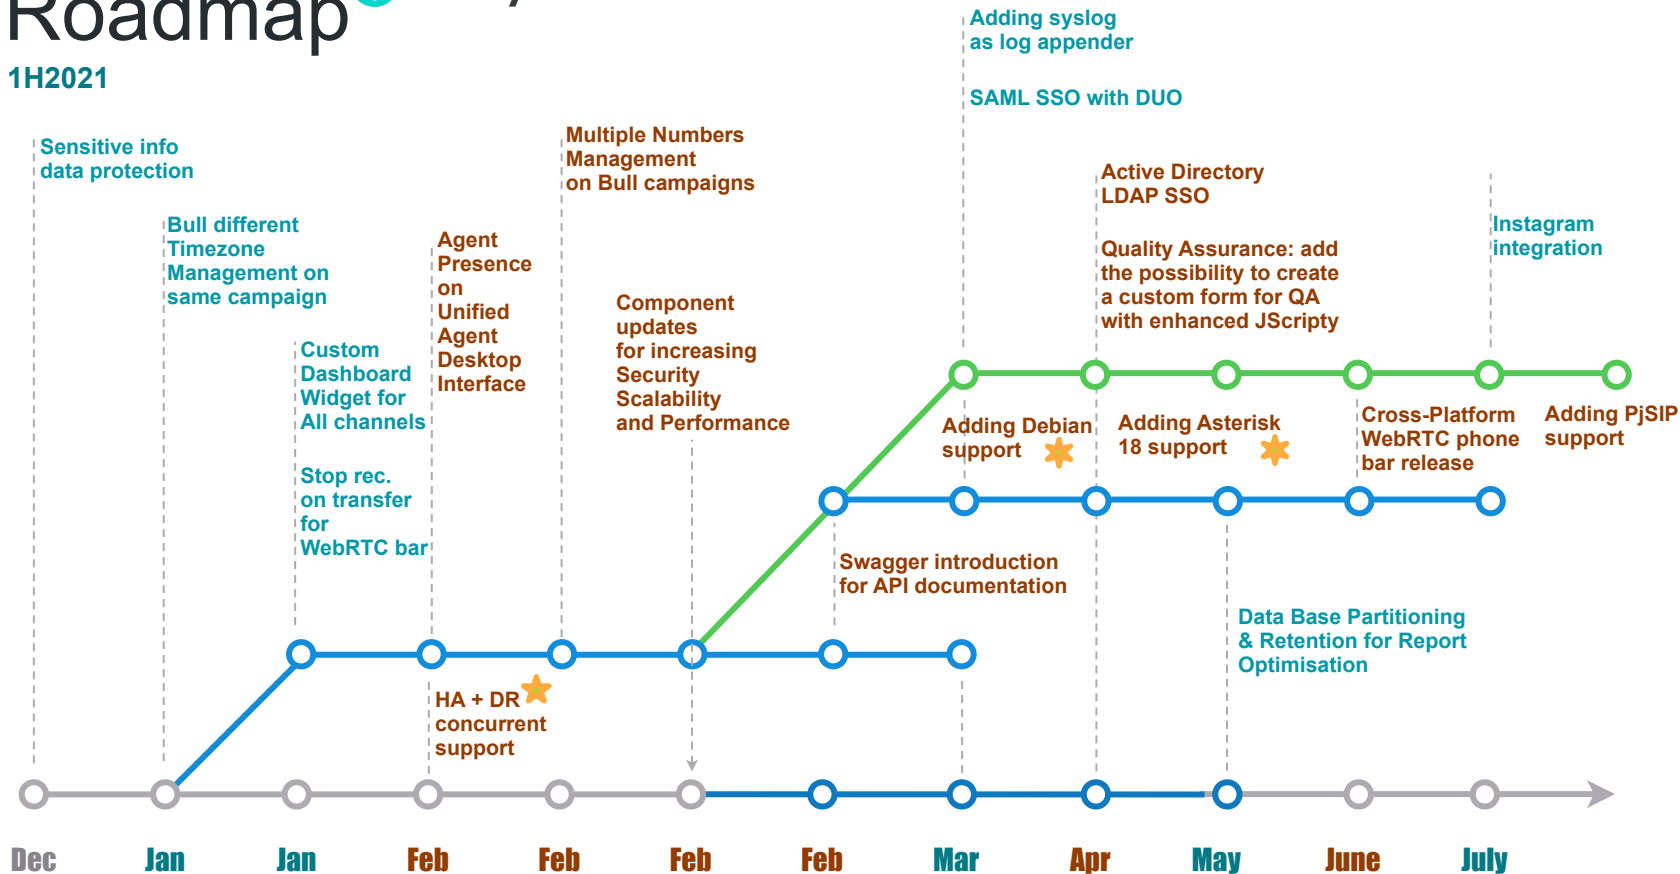 Roadmap
1H2021
Adding syslog
as log appender
SAML SSO with DUO
Sensitive info
data protection
Multiple Numbers
Management
on Bull campaigns
Active Directory
LDAP SSO
Quality Assurance: add
the possibility to create
a custom form for QA
with enhanced JScripty
Bull different
Timezone
Management on
same campaign
Instagram
integration
Agent
Presence
on
Unified
Agent
Desktop
Interface
Component
updates
for increasing
Security
Scalability
and Performance
Custom
Dashboard
Widget for
All channels
Stop rec.
on transfer
for
WebRTC bar
Adding Debian
support
Adding Asterisk
18 support
Cross-Platform
WebRTC phone
bar release
Adding PjSIP
support
Swagger introduction
for API documentation
Data Base Partitioning
& Retention for Report
Optimisation
HA + DR
concurrent
support
Dec Jan Jan Feb Feb Feb Feb Mar Apr May June July